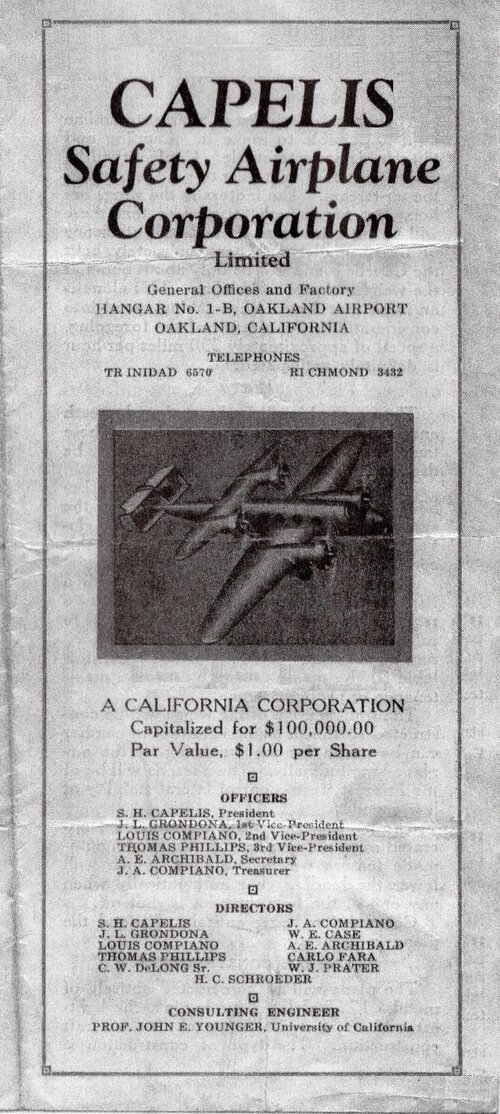 CAPELIS
Safety Airplane
Corporation
Limited
General Offices and Factory
HANGAR No. 1-B, OAKLAND AIRPORT
OAKLAND, CALIFORNIA
TELEPHONES
TR INIDAD 6570 RI CHMOND 3432
A CALIFORNIA CORPORATION
Capitalized for $100,000.00
Par Value, $1.00 per Share
OFFICERS
S. H. CAPELIS, President
J. L. GRONDONA, 1st Vice-President
LOUIS COMPIANO, 2nd Vice-President
THOMAS PHILLIPS, 3rd Vice-President
A. E. ARCHIBALD, Secretary
J. A. COMPIANO, Treasurer
DIRECTORS
S. H. CAPELIS J. A. COMPIANO
J. L. GRONDONA W. E. CASE
LOUIS COMPIANO A. E. ARCHIBALD
THOMAS PHILLIPS CARLO FARA
C. W. DeLONG Sr. W. J. PRATER
H. C. SCHROEDER
CONSULTING ENGINEER
PROF. JOHN E. YOUNGER, University of California